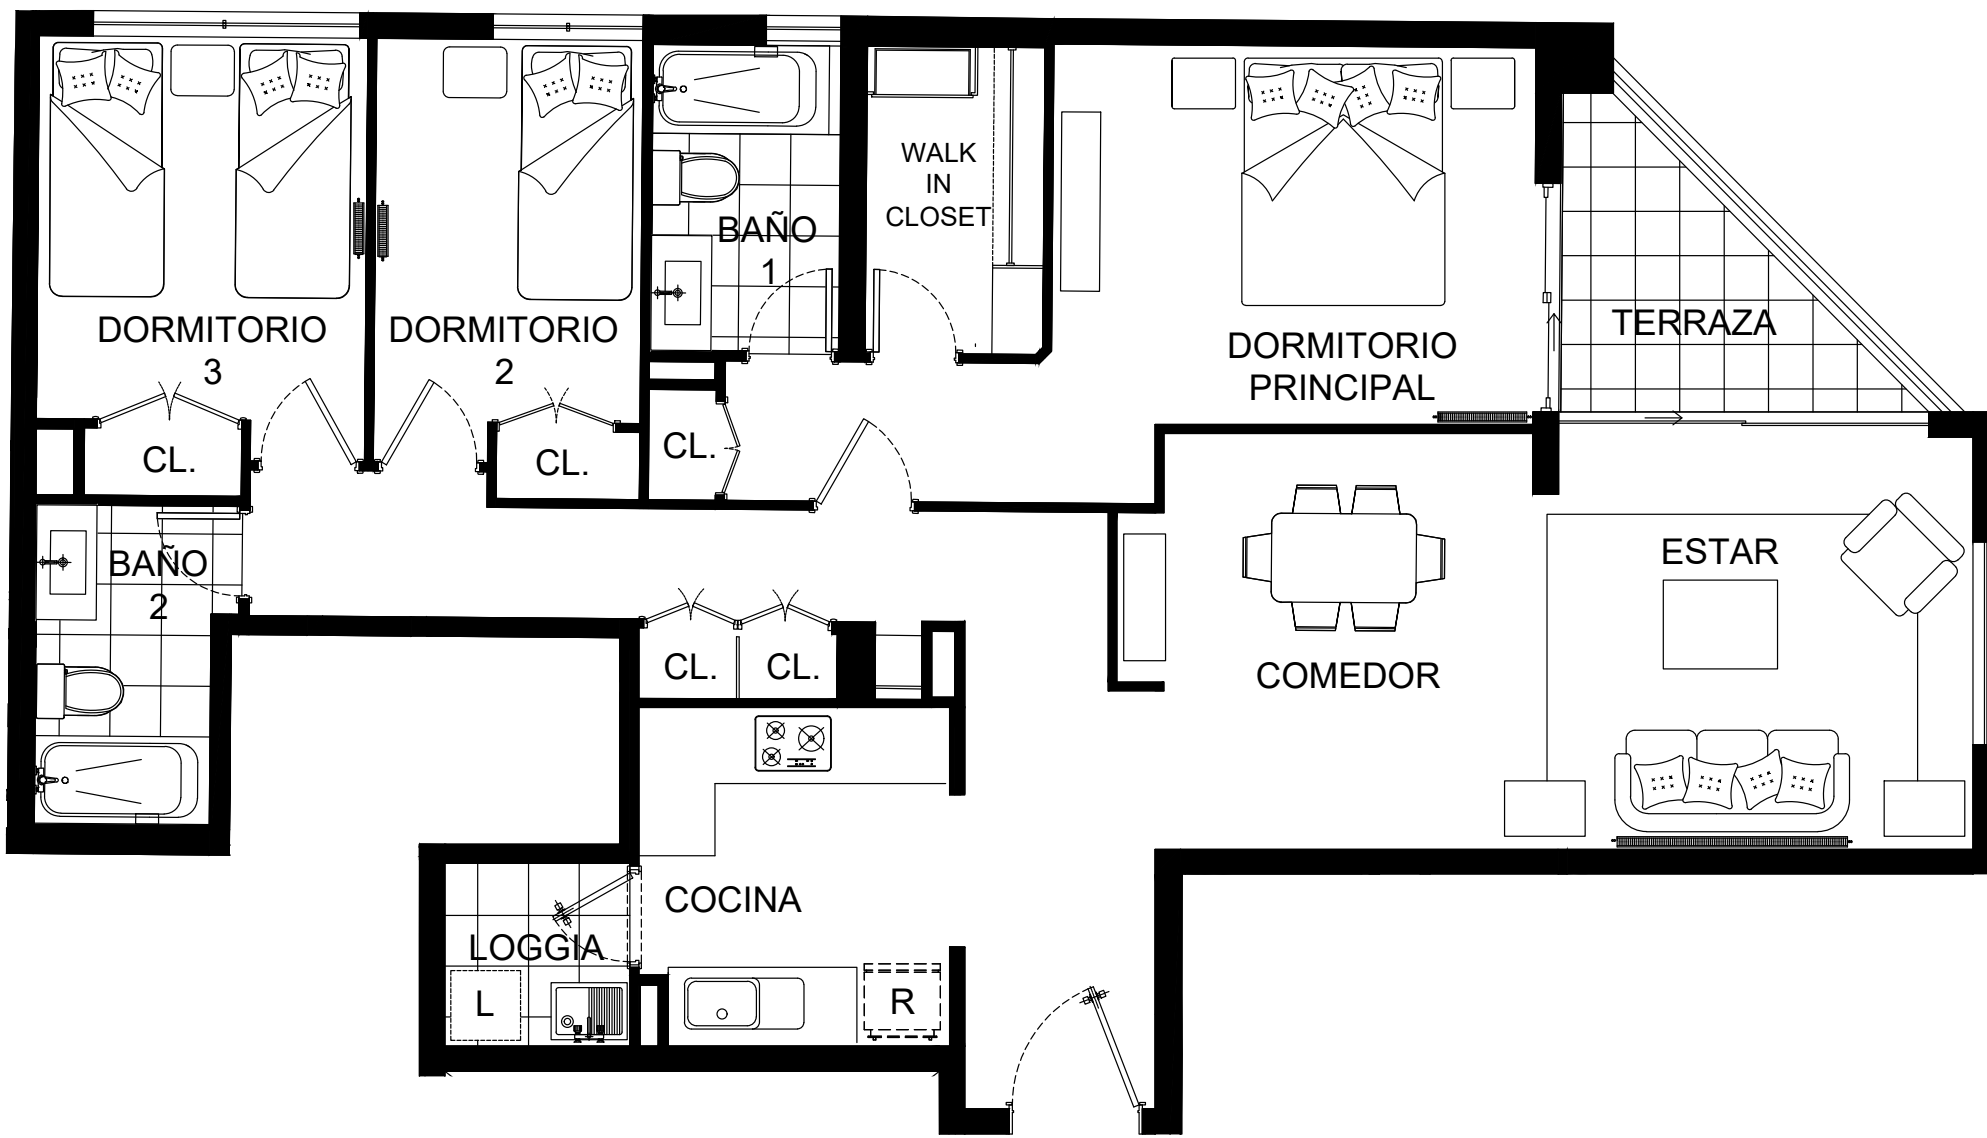 WALK
IN
CLOSET
BAÑO
1
DORMITORIO
3
DORMITORIO
2
DORMITORIO
PRINCIPAL
TERRAZA
CL.
CL.
CL.
BAÑO
2
ESTAR
COMEDOR
CL.
CL.
COCINA
LOGGIA
L
R